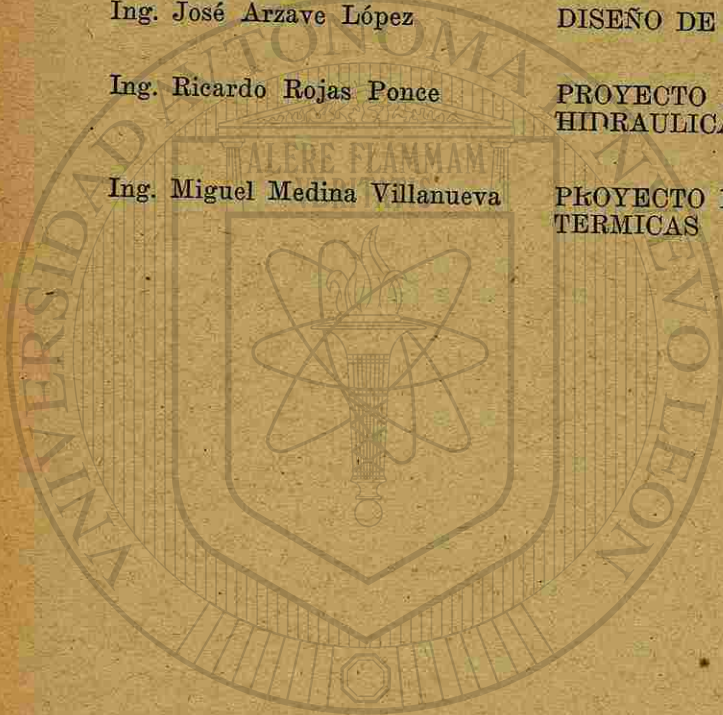 Ing. José Arzave López DISEÑO DE
Ing. Ricardo Rojas Ponce PROYECTO
HIDRAULICA
Ing. Miguel Medina Villanueva PROYECTO
TERMICAS
UNIVERSIDAD AUTONOMA DE NUEVO LEON
ALERE FLAMMAM